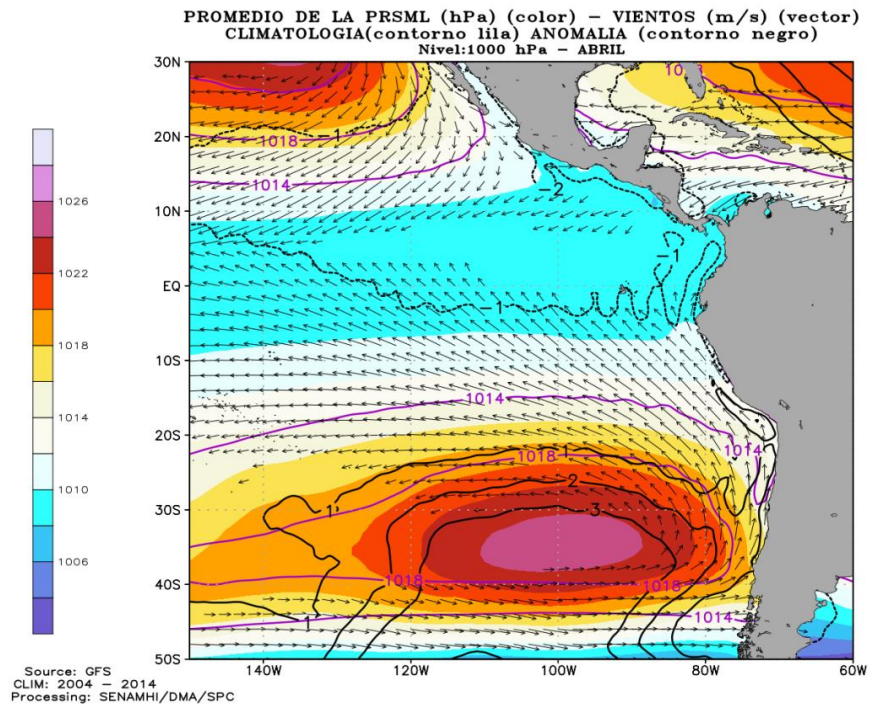 PROMEDIO DE LA PRSML (hPa) (color) – VIENTOS (m/s) (vector)
CLIMATOLOGIA(contorno lila) ANOMALIA (contorno negro)
Nivel:1000 hPa – ABRIL
30N
20N
10N
EQ
10S
20S
30S
40S
50S
140W
120W
100W
80W
60W
1026
1022
1018
1014
1010
1006
-1
1018
1014
-2
-1
-1
1014
1014
1018
2
1
3
1018
1014
1
Source: GFS
CLIM: 2004 – 2014
Processing: SENAMHI/DMA/SPC